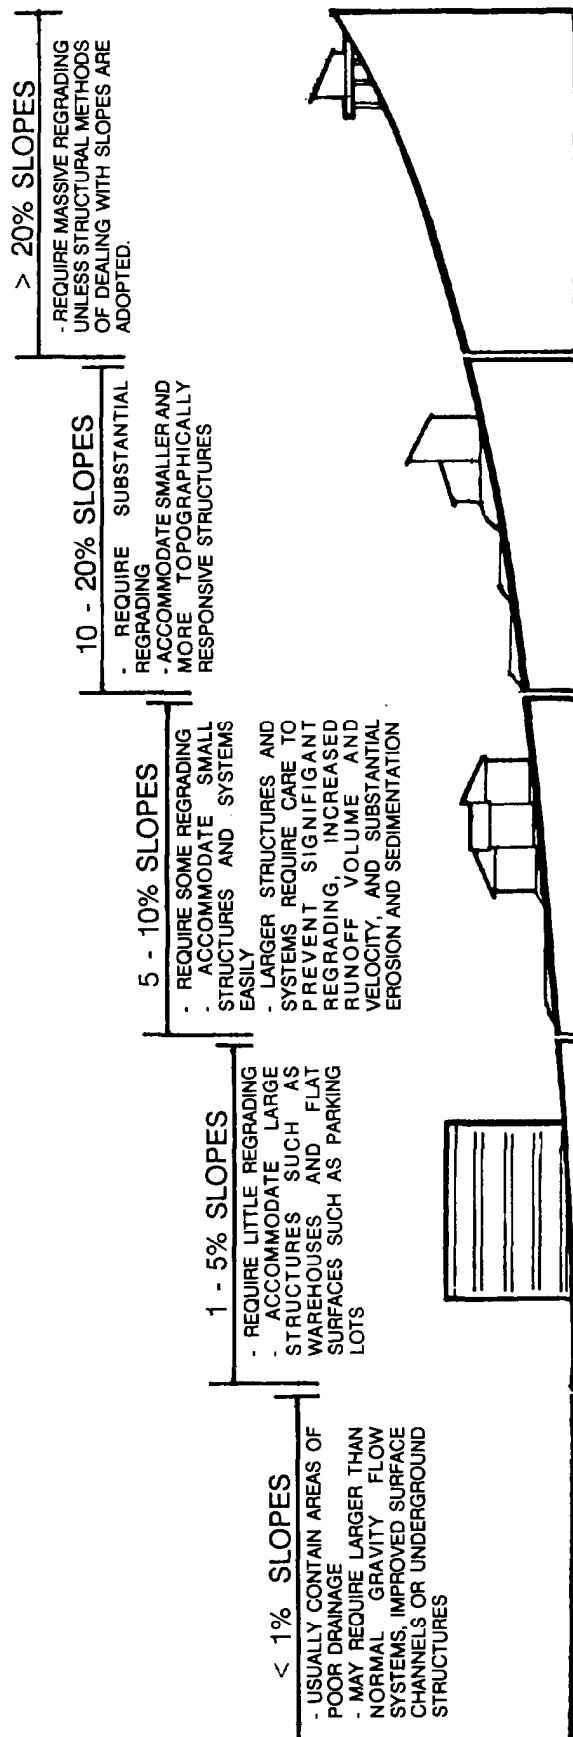 < 1% SLOPES
- USUALLY CONTAIN AREAS OF
POOR DRAINAGE
- MAY REQUIRE LARGER THAN
NORMAL GRAVITY FLOW
SYSTEMS, IMPROVED SURFACE
CHANNELS OR UNDERGROUND
STRUCTURES
1 - 5% SLOPES
- REQUIRE LITTLE REGRADING
- ACCOMMODATE LARGE
STRUCTURES SUCH AS
WAREHOUSES AND FLAT
SURFACES SUCH AS PARKING
LOTS
5 - 10% SLOPES
- REQUIRE SOME REGRADING
- ACCOMMODATE SMALL
STRUCTURES AND SYSTEMS
EASILY
- LARGER STRUCTURES AND
SYSTEMS REQUIRE CARE TO
PREVENT SIGNIFIGANT
REGRADING, INCREASED
RUNOFF VOLUME AND
VELOCITY, AND SUBSTANTIAL
EROSION AND SEDIMENTATION
10 - 20% SLOPES
- REQUIRE SUBSTANTIAL
REGRADING
- ACCOMMODATE SMALLER AND
MORE TOPOGRAPHICALLY
RESPONSIVE STRUCTURES
> 20% SLOPES
- REQUIRE MASSIVE REGRADING
UNLESS STRUCTURAL METHODS
OF DEALING WITH SLOPES ARE
ADOPTED.